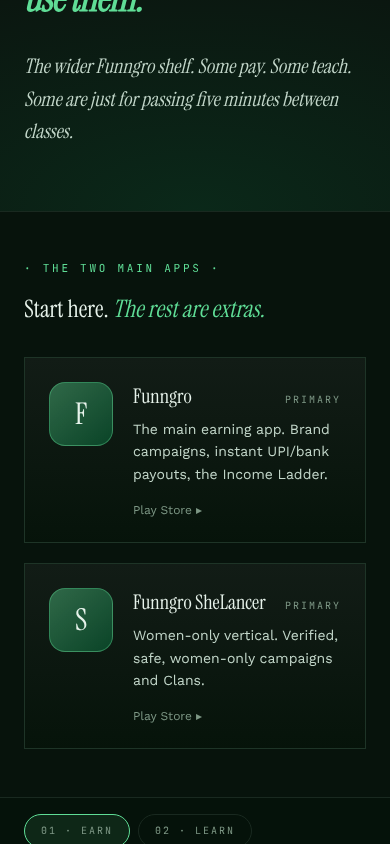 use them.
The wider Funngro shelf. Some pay. Some teach.
Some are just for passing five minutes between
classes.
· THE TWO MAIN APPS ·
Start here. The rest are extras.
F
Funngro
PRIMARY
The main earning app. Brand
campaigns, instant UPI/bank
payouts, the Income Ladder.
Play Store ▸
S
Funngro SheLancer
PRIMARY
Women-only vertical. Verified,
safe, women-only campaigns
and Clans.
Play Store ▸
01 · EARN
02 · LEARN